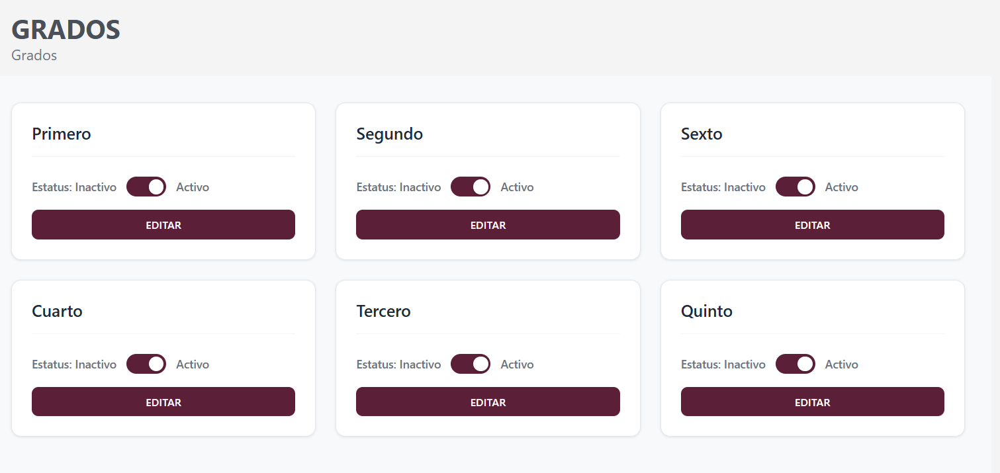 GRADOS
Grados
Primero
Estatus: Inactivo Activo
EDITAR
Segundo
Estatus: Inactivo Activo
EDITAR
Sexto
Estatus: Inactivo Activo
EDITAR
Cuarto
Estatus: Inactivo Activo
EDITAR
Tercero
Estatus: Inactivo Activo
EDITAR
Quinto
Estatus: Inactivo Activo
EDITAR